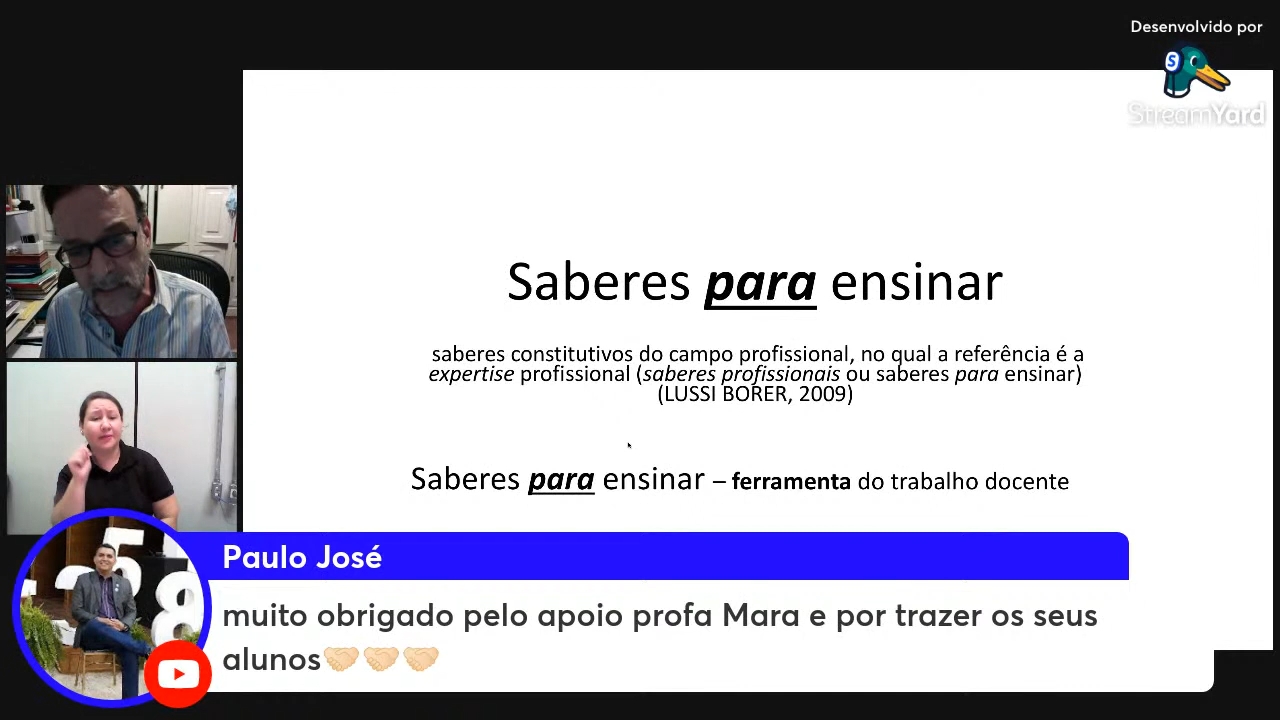 Desenvolvido por
StreamYard
Saberes para ensinar
saberes constitutivos do campo profissional, no qual a referência é a
expertise profissional (saberes profissionais ou saberes para ensinar)
(LUSSI BORER, 2009)
Saberes para ensinar – ferramenta do trabalho docente
Paulo José
muito obrigado pelo apoio profa Mara e por trazer os seus
alunos🤝🏻🤝🏻🤝🏻